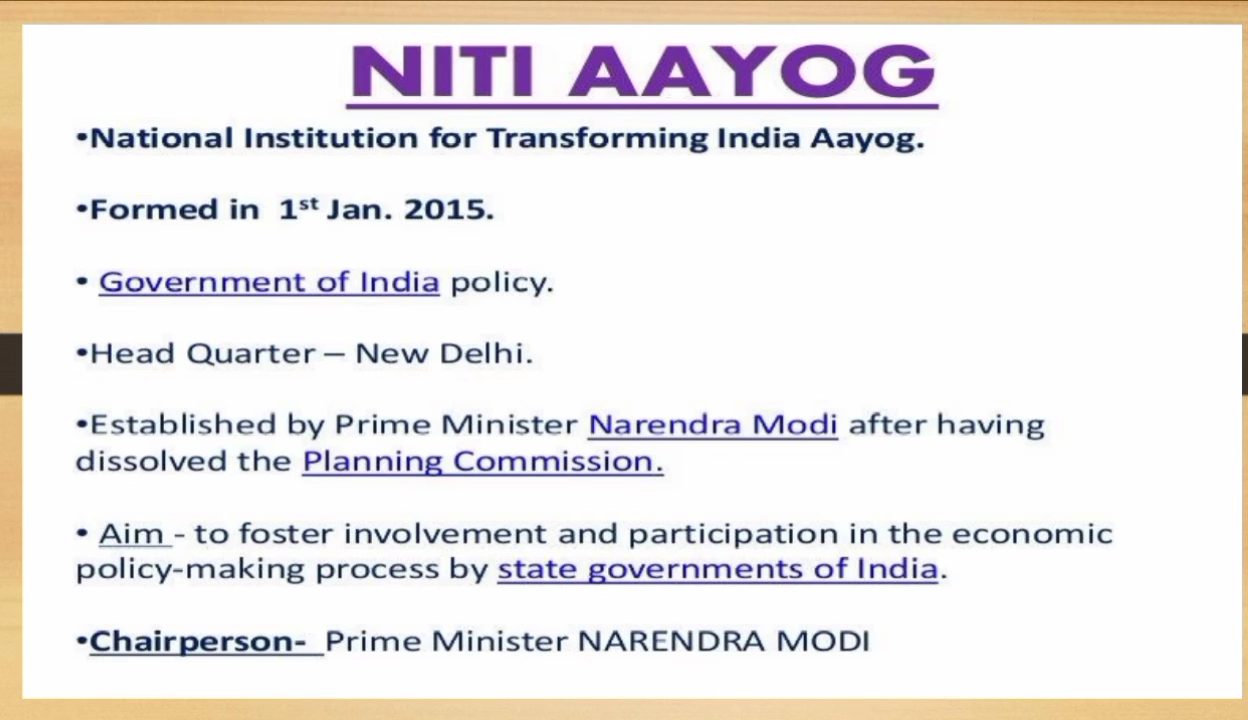 NITI AAYOG
•National Institution for Transforming India Aayog.
•Formed in 1st Jan. 2015.
• Government of India policy.
•Head Quarter – New Delhi.
•Established by Prime Minister Narendra Modi after having
dissolved the Planning Commission.
• Aim - to foster involvement and participation in the economic
policy-making process by state governments of India.
•Chairperson- Prime Minister NARENDRA MODI